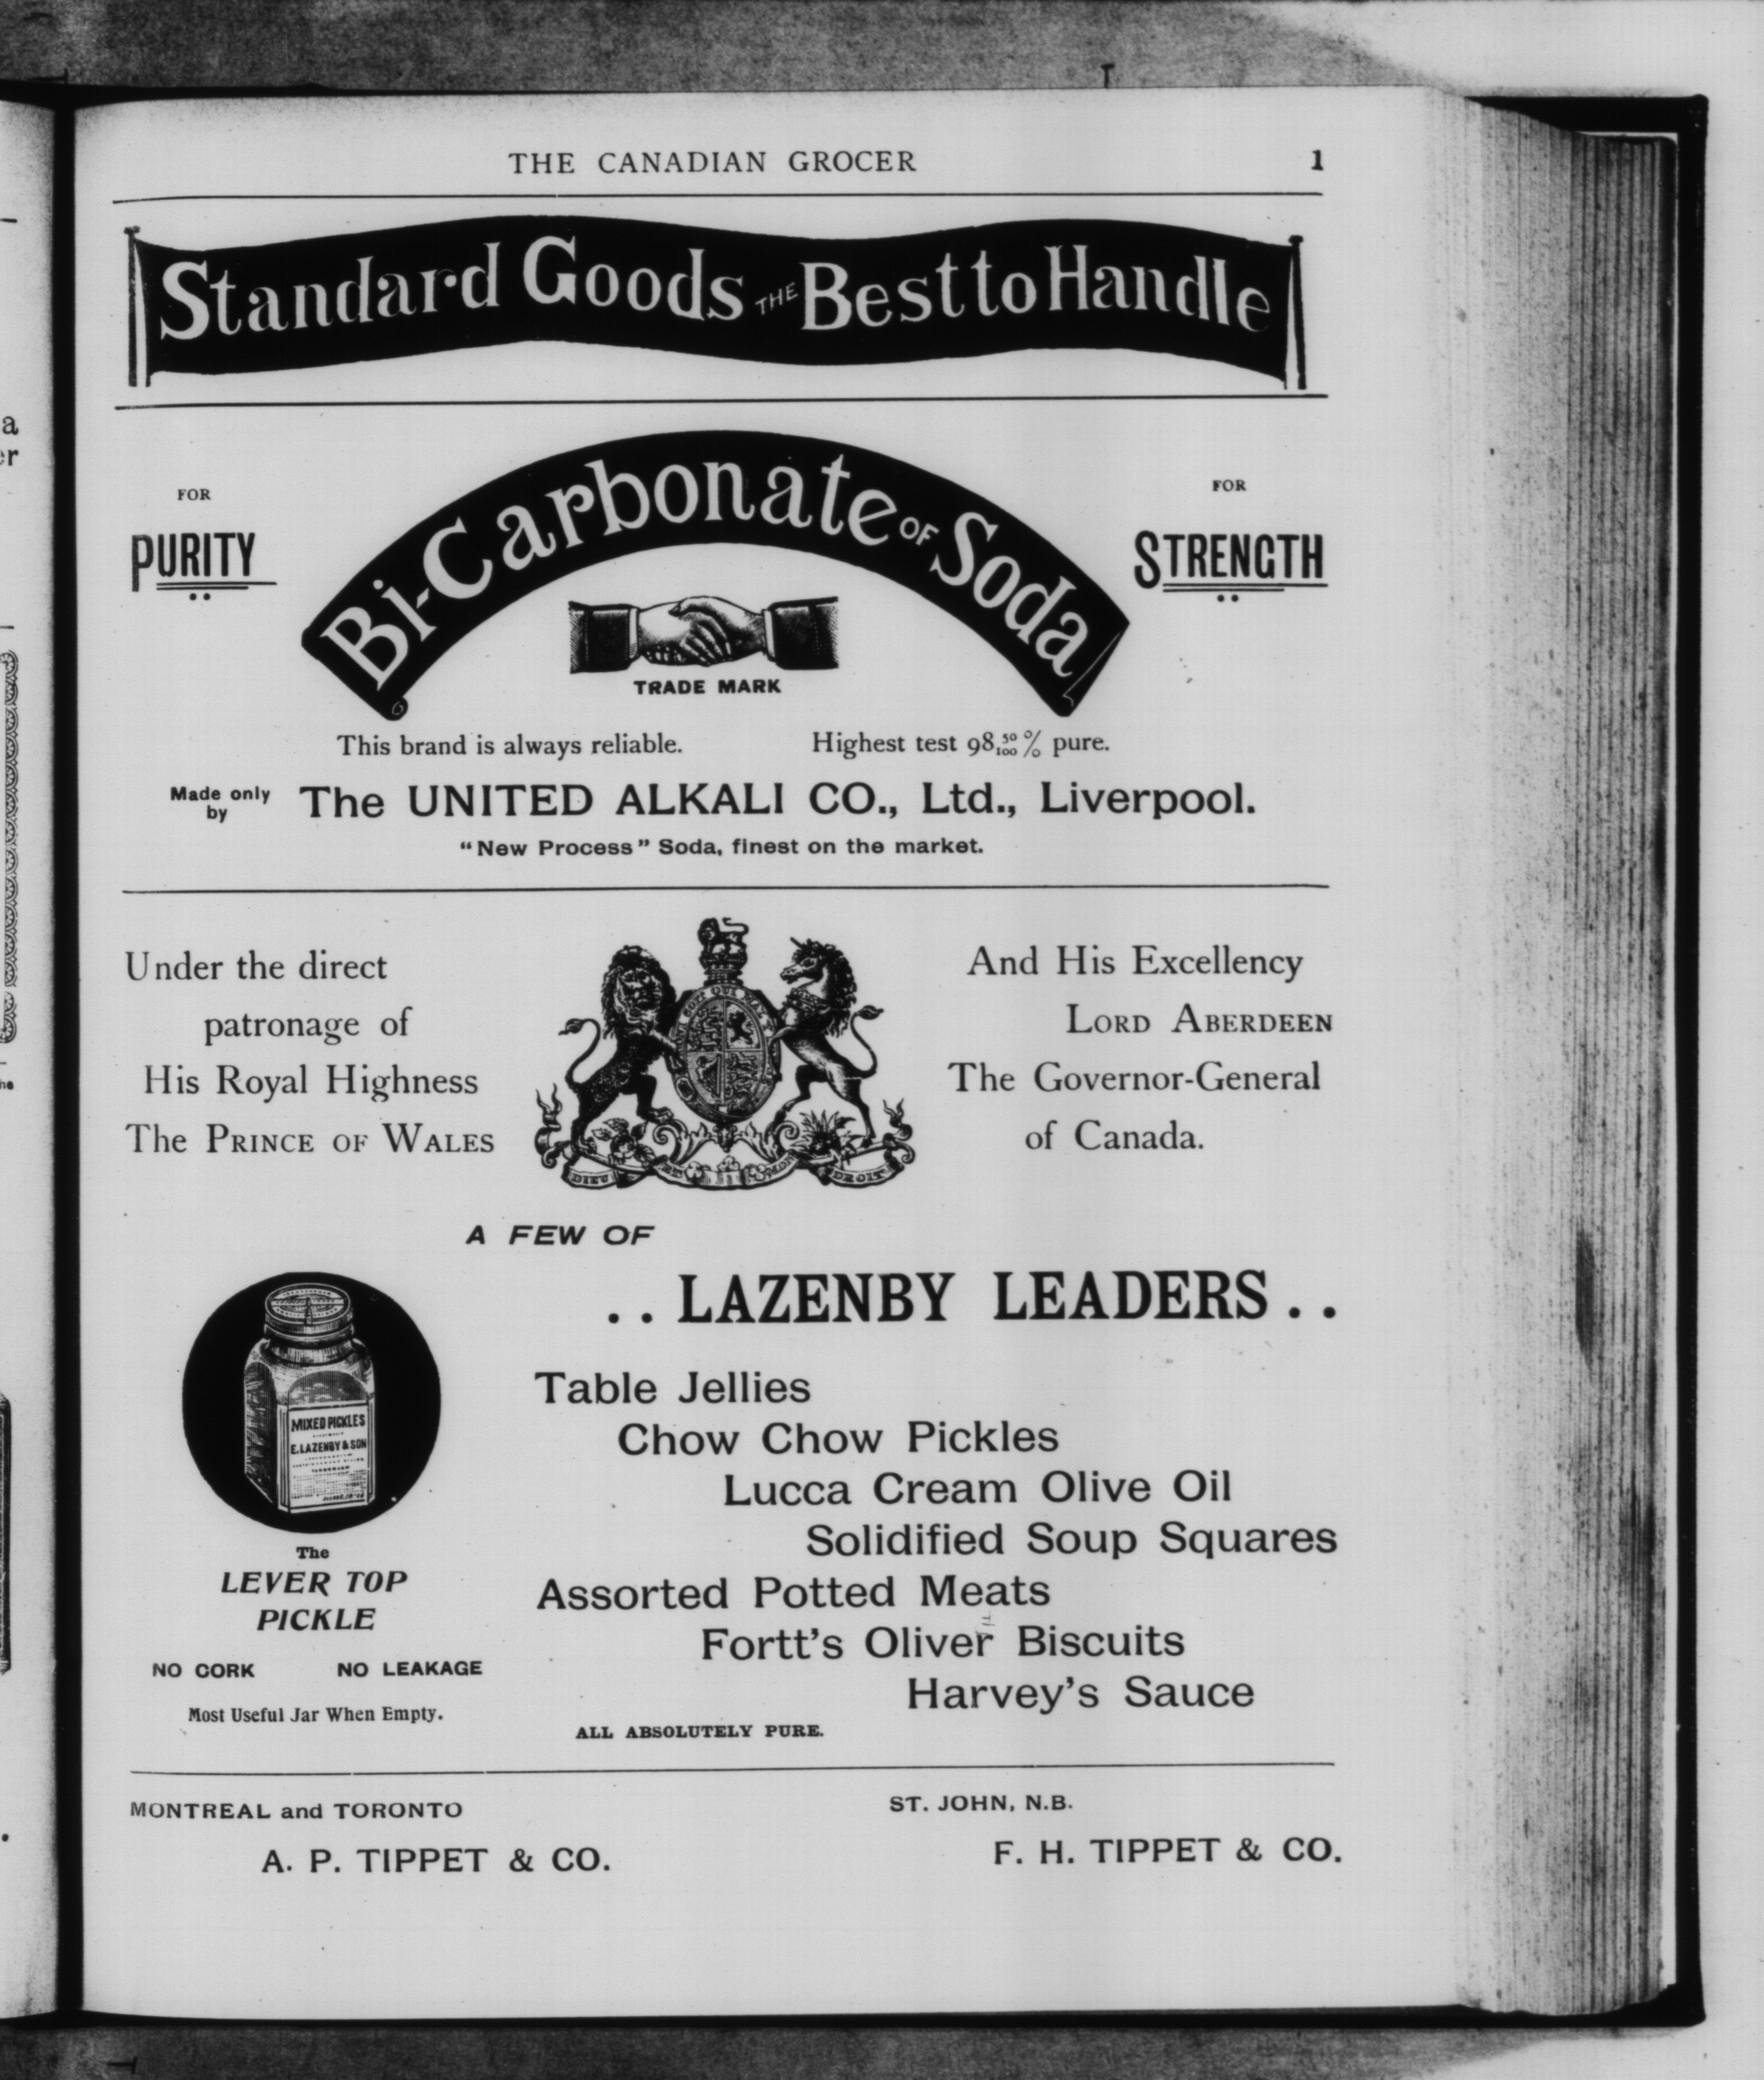 THE CANADIAN GROCER 1
Standard Goods THE Best to Handle
FOR
PURITY
Bi-Carbonate OF Soda
FOR
STRENGTH
TRADE MARK
This brand is always reliable. Highest test 98 50/100 % pure.
Made only by The UNITED ALKALI CO., Ltd., Liverpool.
"New Process" Soda, finest on the market.
Under the direct
patronage of
His Royal Highness
The PRINCE OF WALES
DIEU ET MON DROIT
And His Excellency
LORD ABERDEEN
The Governor-General
of Canada.
A FEW OF
.. LAZENBY LEADERS ..
MIXED PICKLES
E. LAZENBY & SON
The
LEVER TOP
PICKLE
NO CORK NO LEAKAGE
Most Useful Jar When Empty.
Table Jellies
Chow Chow Pickles
Lucca Cream Olive Oil
Solidified Soup Squares
Assorted Potted Meats
Fortt's Oliver Biscuits
Harvey's Sauce
ALL ABSOLUTELY PURE.
MONTREAL and TORONTO
A. P. TIPPET & CO.
ST. JOHN, N.B.
F. H. TIPPET & CO.